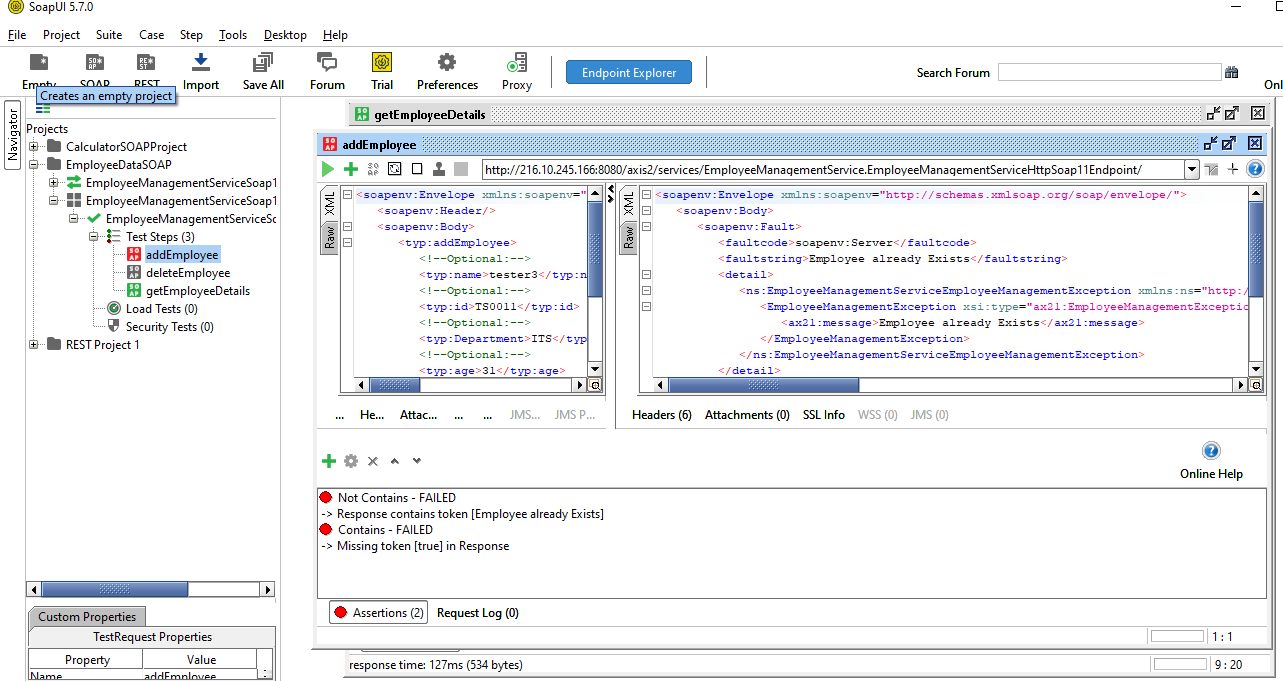 SoapUI 5.7.0
File Project Suite Case Step Tools Desktop Help
Empty SOAP REST Import Save All Forum Trial Preferences Proxy Endpoint Explorer Search Forum Onl
Creates an empty project
Navigator
Projects
CalculatorSOAPProject
EmployeeDataSOAP
EmployeeManagementServiceSoap1
EmployeeManagementServiceSoap1
EmployeeManagementServiceSc
Test Steps (3)
addEmployee
deleteEmployee
getEmployeeDetails
Load Tests (0)
Security Tests (0)
REST Project 1
Custom Properties
TestRequest Properties
Property Value
Name addEmployee
getEmployeeDetails
addEmployee
http://216.10.245.166:8080/axis2/services/EmployeeManagementService.EmployeeManagementServiceHttpSoap11Endpoint/
XML
Raw
<soapenv:Envelope xmlns:soapenv="
<soapenv:Header/>
<soapenv:Body>
<typ:addEmployee>
<!--Optional:-->
<typ:name>tester3</typ:n
<!--Optional:-->
<typ:id>TS0011</typ:id>
<!--Optional:-->
<typ:Department>ITS</typ
<!--Optional:-->
<typ:age>31</typ:age>
... He... Attac... ... ... JMS... JMS P...
XML
Raw
<soapenv:Envelope xmlns:soapenv="http://schemas.xmlsoap.org/soap/envelope/">
<soapenv:Body>
<soapenv:Fault>
<faultcode>soapenv:Server</faultcode>
<faultstring>Employee already Exists</faultstring>
<detail>
<ns:EmployeeManagementServiceEmployeeManagementException xmlns:ns="http:/
<EmployeeManagementException xsi:type="ax21:EmployeeManagementExceptio
<ax21:message>Employee already Exists</ax21:message>
</EmployeeManagementException>
</ns:EmployeeManagementServiceEmployeeManagementException>
</detail>
Headers (6) Attachments (0) SSL Info WSS (0) JMS (0)
Online Help
Not Contains - FAILED
-> Response contains token [Employee already Exists]
Contains - FAILED
-> Missing token [true] in Response
Assertions (2) Request Log (0)
1 : 1
response time: 127ms (534 bytes)
9 : 20